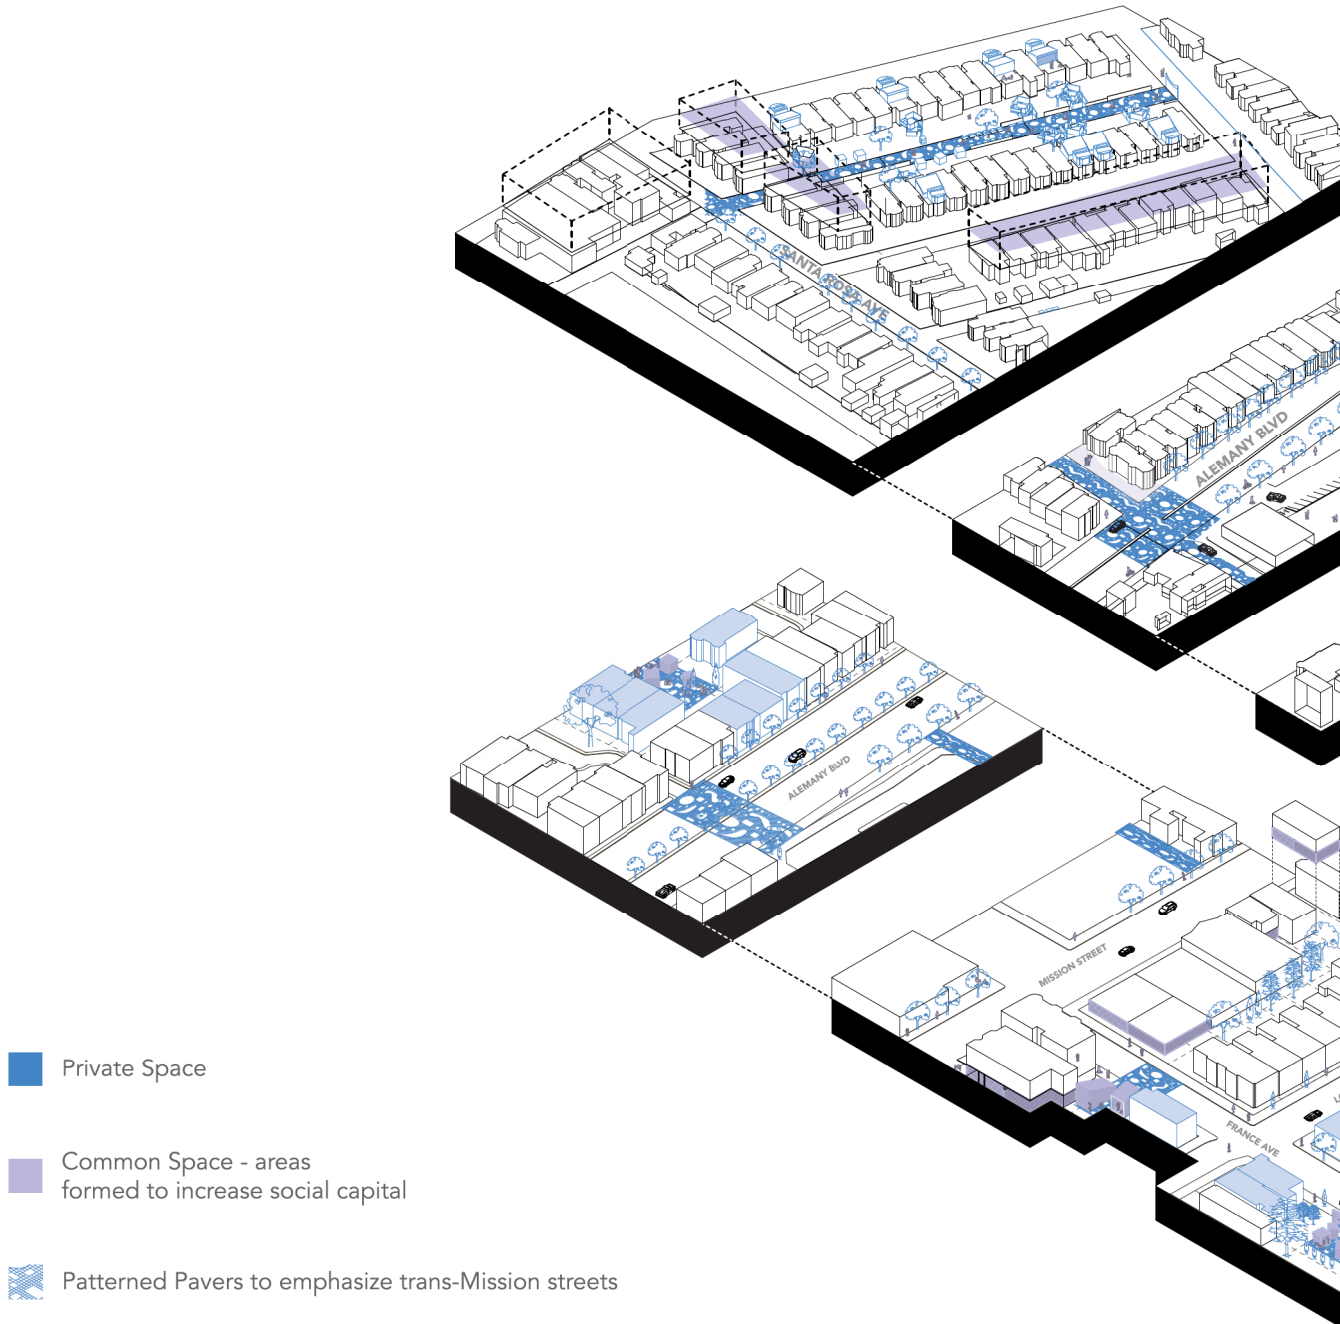 SANTA ROSA AVE
ALEMANY BLVD
ALEMANY BLVD
MISSION STREET
FRANCE AVE
Private Space
Common Space - areas
formed to increase social capital
Patterned Pavers to emphasize trans-Mission streets